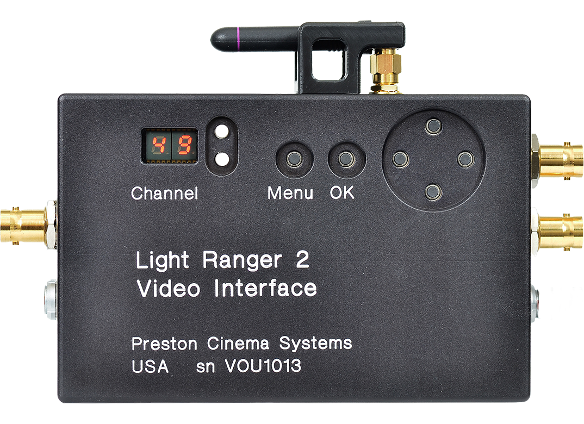 49
Channel
Menu OK
Light Ranger 2
Video Interface
Preston Cinema Systems
USA sn VOU1013